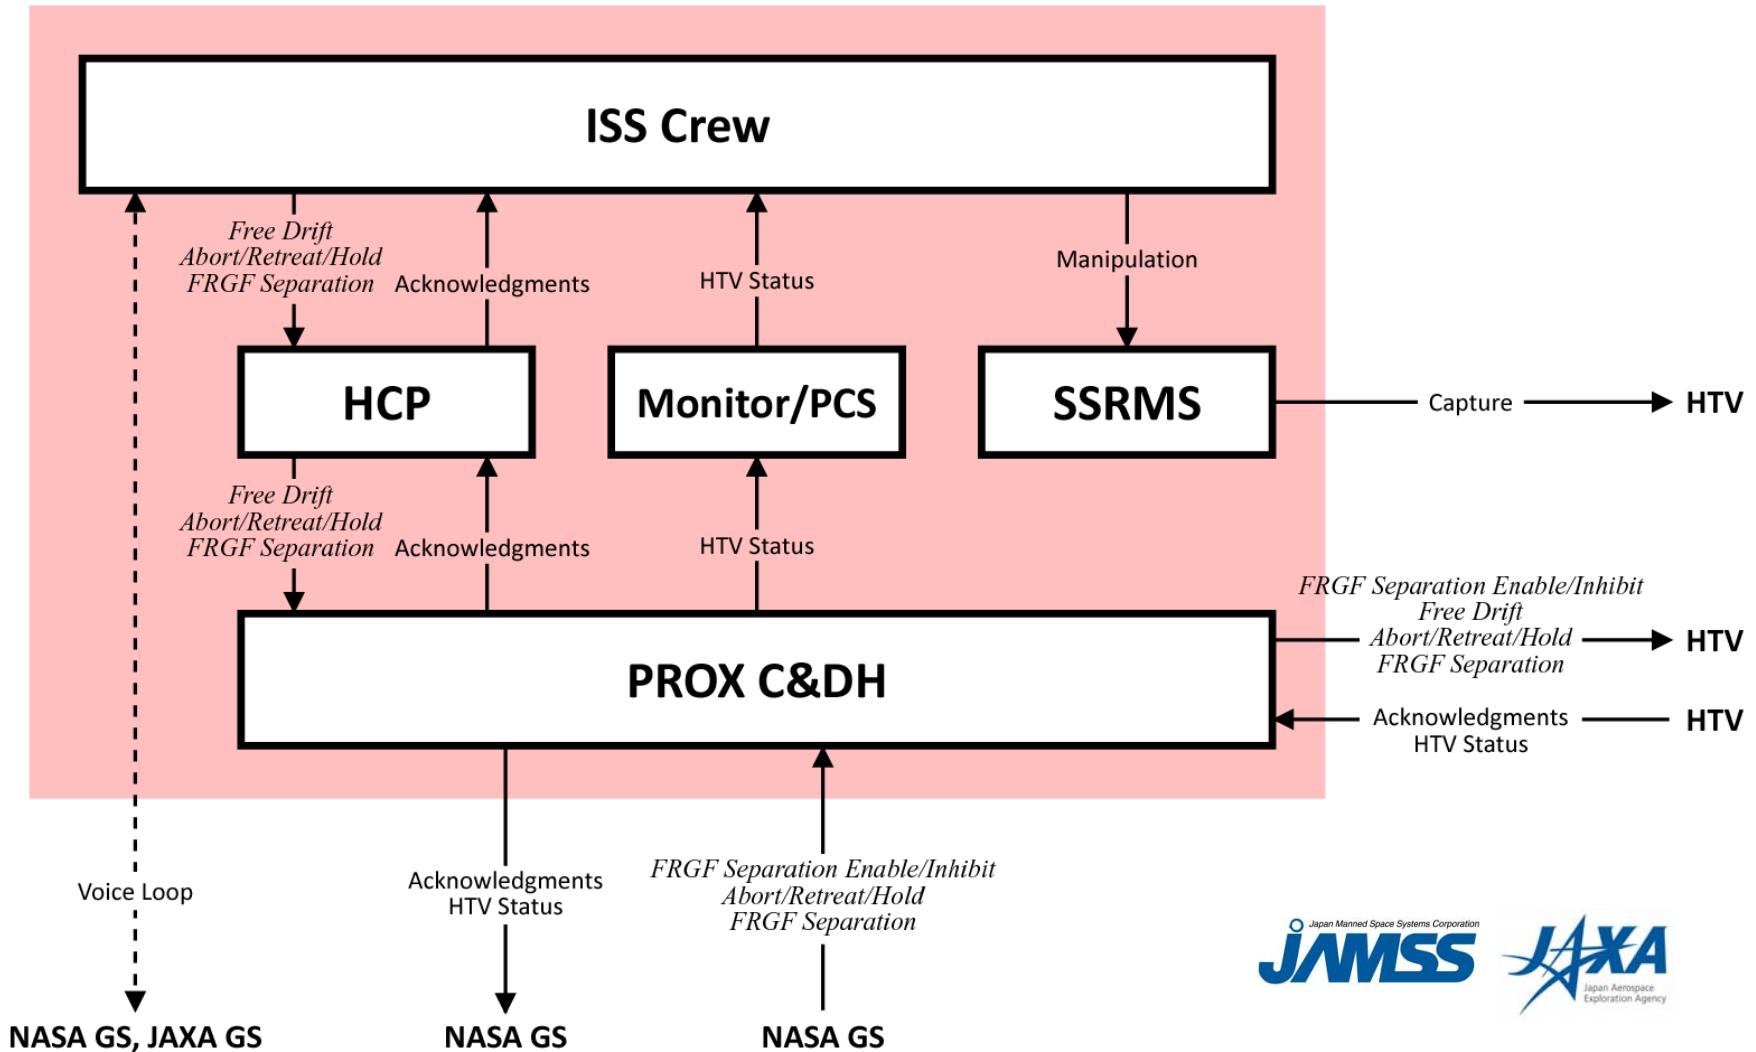 ISS Crew
Free Drift
Abort/Retreat/Hold
FRGF Separation
Acknowledgments
HTV Status
Manipulation
HCP
Monitor/PCS
SSRMS
Capture
HTV
Free Drift
Abort/Retreat/Hold
FRGF Separation
Acknowledgments
HTV Status
PROX C&DH
FRGF Separation Enable/Inhibit
Free Drift
Abort/Retreat/Hold
FRGF Separation
HTV
Acknowledgments
HTV Status
HTV
Voice Loop
Acknowledgments
HTV Status
FRGF Separation Enable/Inhibit
Abort/Retreat/Hold
FRGF Separation
NASA GS, JAXA GS
NASA GS
NASA GS
Japan Manned Space Systems Corporation
JAMSS
JAXA
Japan Aerospace
Exploration Agency